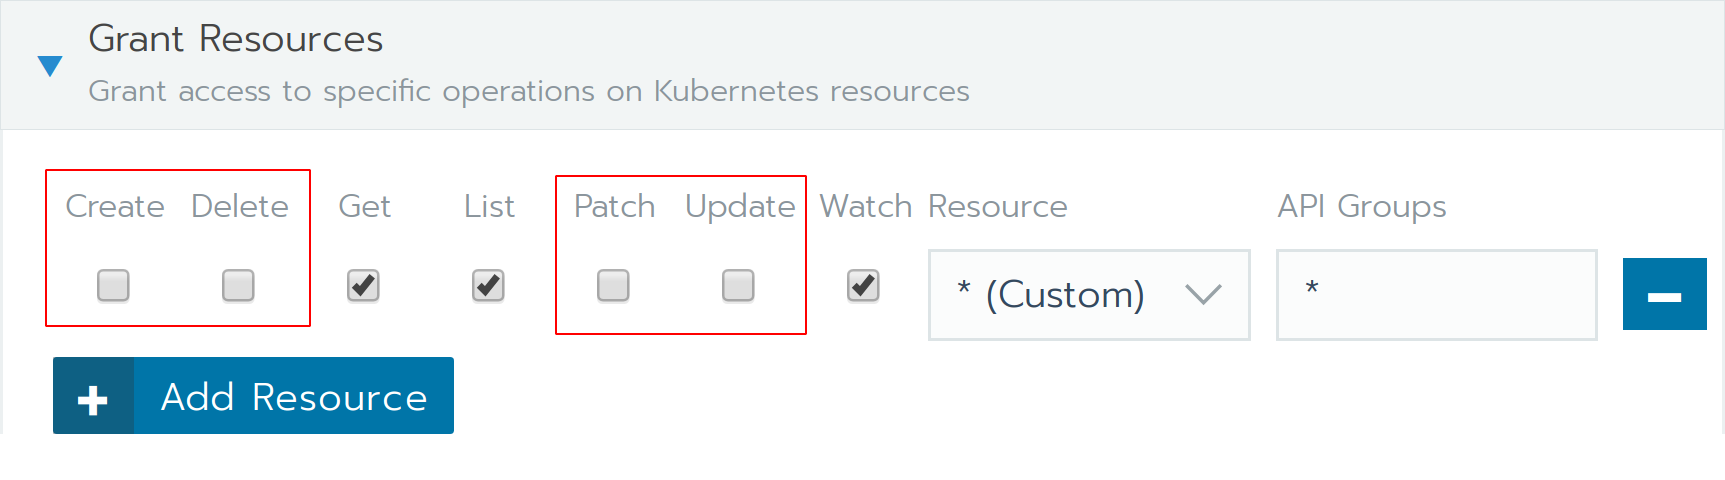 Grant Resources
Grant access to specific operations on Kubernetes resources
Create Delete Get List Patch Update Watch Resource API Groups
* (Custom) *
Add Resource